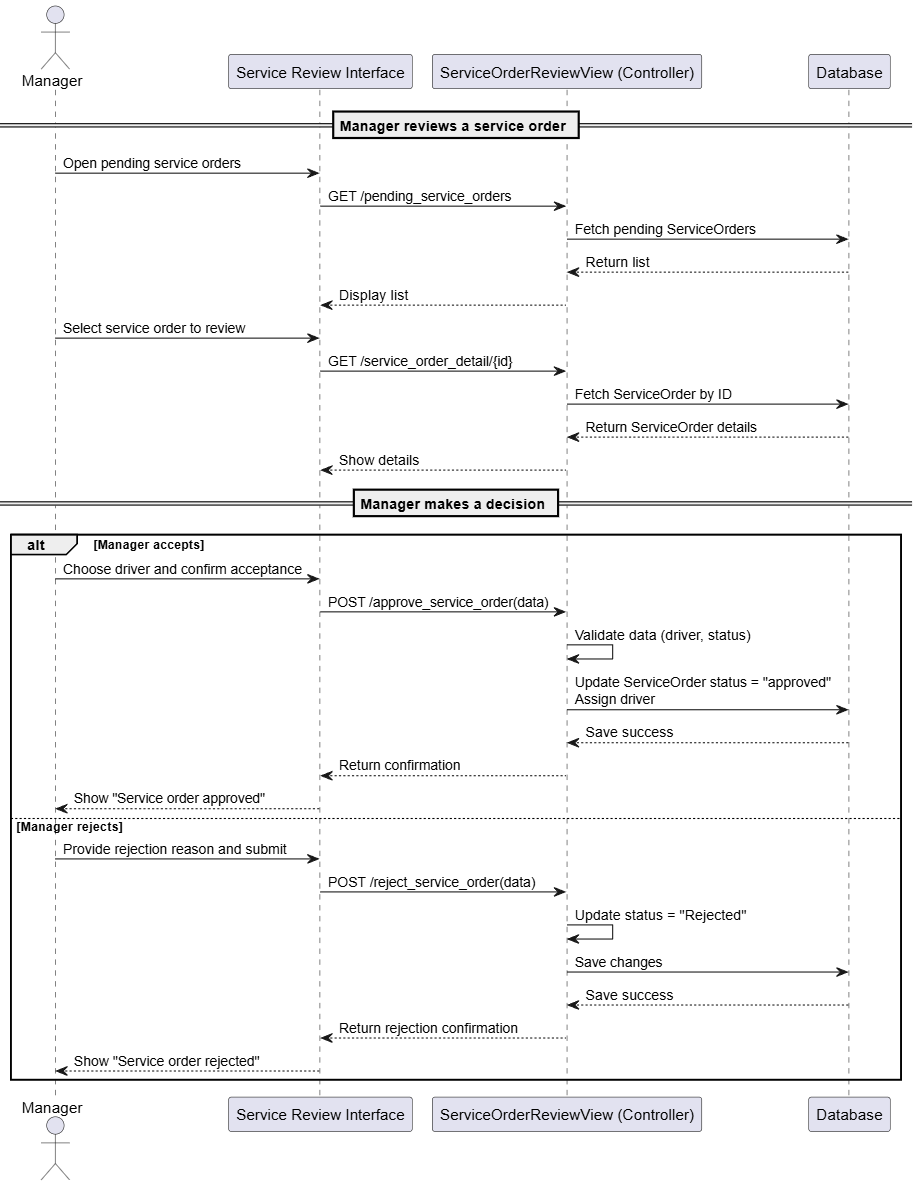 Manager
Service Review Interface
ServiceOrderReviewView (Controller)
Database
Manager reviews a service order
Open pending service orders
GET /pending_service_orders
Fetch pending ServiceOrders
Return list
Display list
Select service order to review
GET /service_order_detail/{id}
Fetch ServiceOrder by ID
Return ServiceOrder details
Show details
Manager makes a decision
alt
[Manager accepts]
Choose driver and confirm acceptance
POST /approve_service_order(data)
Validate data (driver, status)
Update ServiceOrder status = "approved"
Assign driver
Save success
Return confirmation
Show "Service order approved"
[Manager rejects]
Provide rejection reason and submit
POST /reject_service_order(data)
Update status = "Rejected"
Save changes
Save success
Return rejection confirmation
Show "Service order rejected"
Manager
Service Review Interface
ServiceOrderReviewView (Controller)
Database